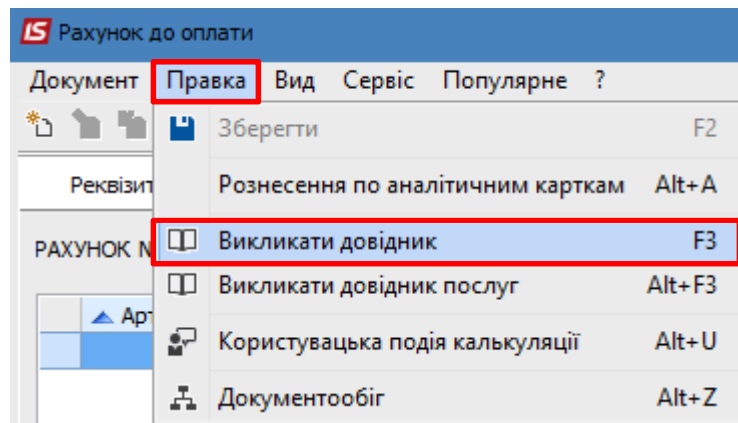 IS Рахунок до оплати
Документ Правка Вид Сервіс Популярне ?
Зберегти F2
Рознесення по аналітичним карткам Alt+A
Реквізит
Викликати довідник F3
РАХУНОК N
Викликати довідник послуг Alt+F3
Арт
Користувацька подія калькуляції Alt+U
Документообіг Alt+Z